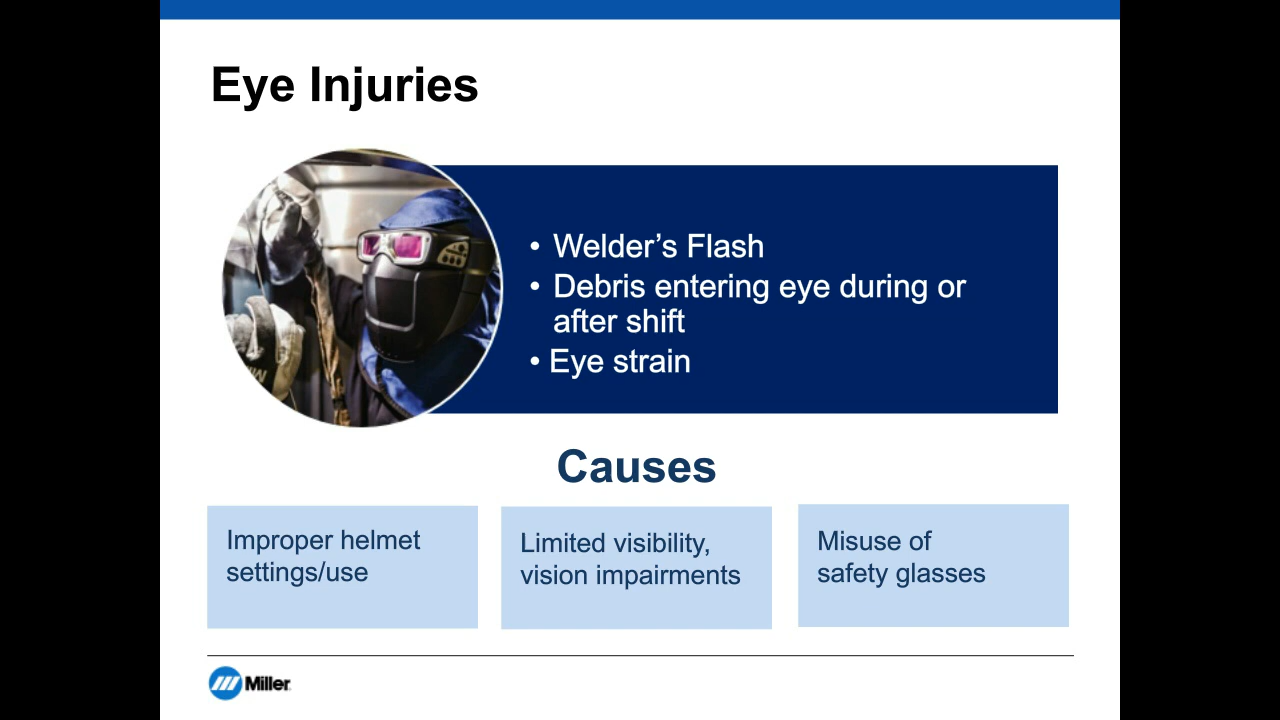 Eye Injuries
• Welder’s Flash
• Debris entering eye during or
after shift
• Eye strain
Causes
Improper helmet
settings/use
Limited visibility,
vision impairments
Misuse of
safety glasses
Miller